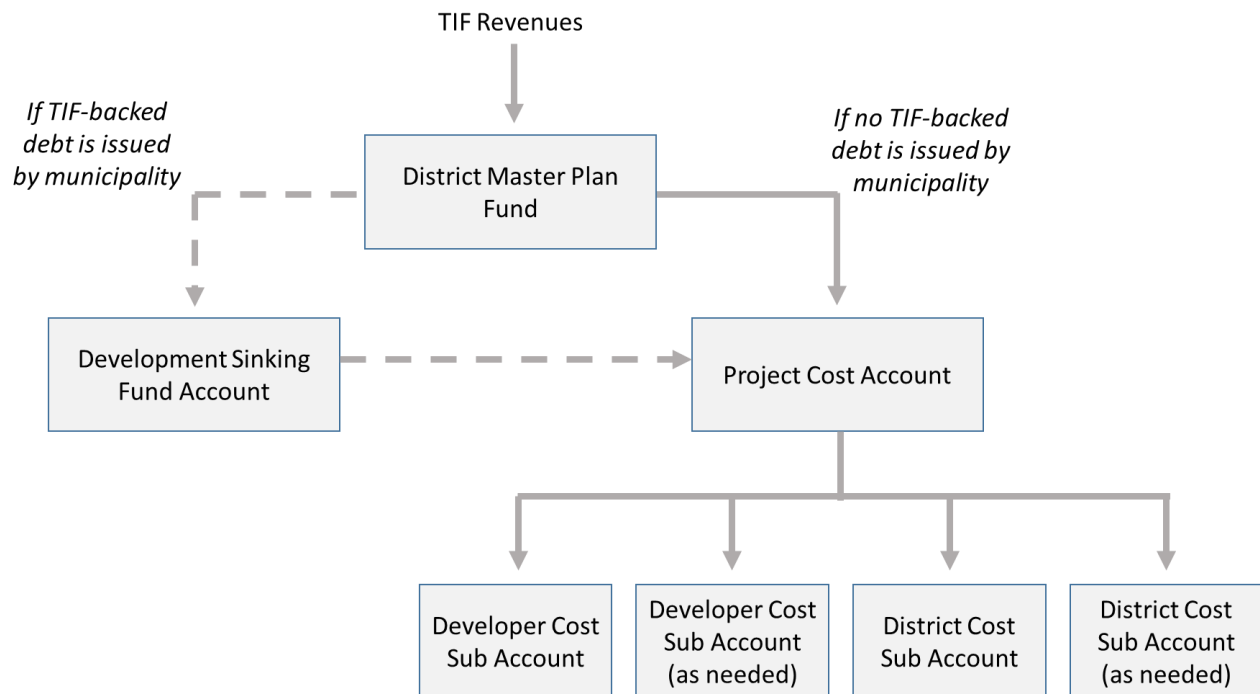 TIF Revenues
If TIF-backed
debt is issued
by municipality
If no TIF-backed
debt is issued by
municipality
District Master Plan
Fund
Development Sinking
Fund Account
Project Cost Account
Developer Cost
Sub Account
Developer Cost
Sub Account
(as needed)
District Cost
Sub Account
District Cost
Sub Account
(as needed)